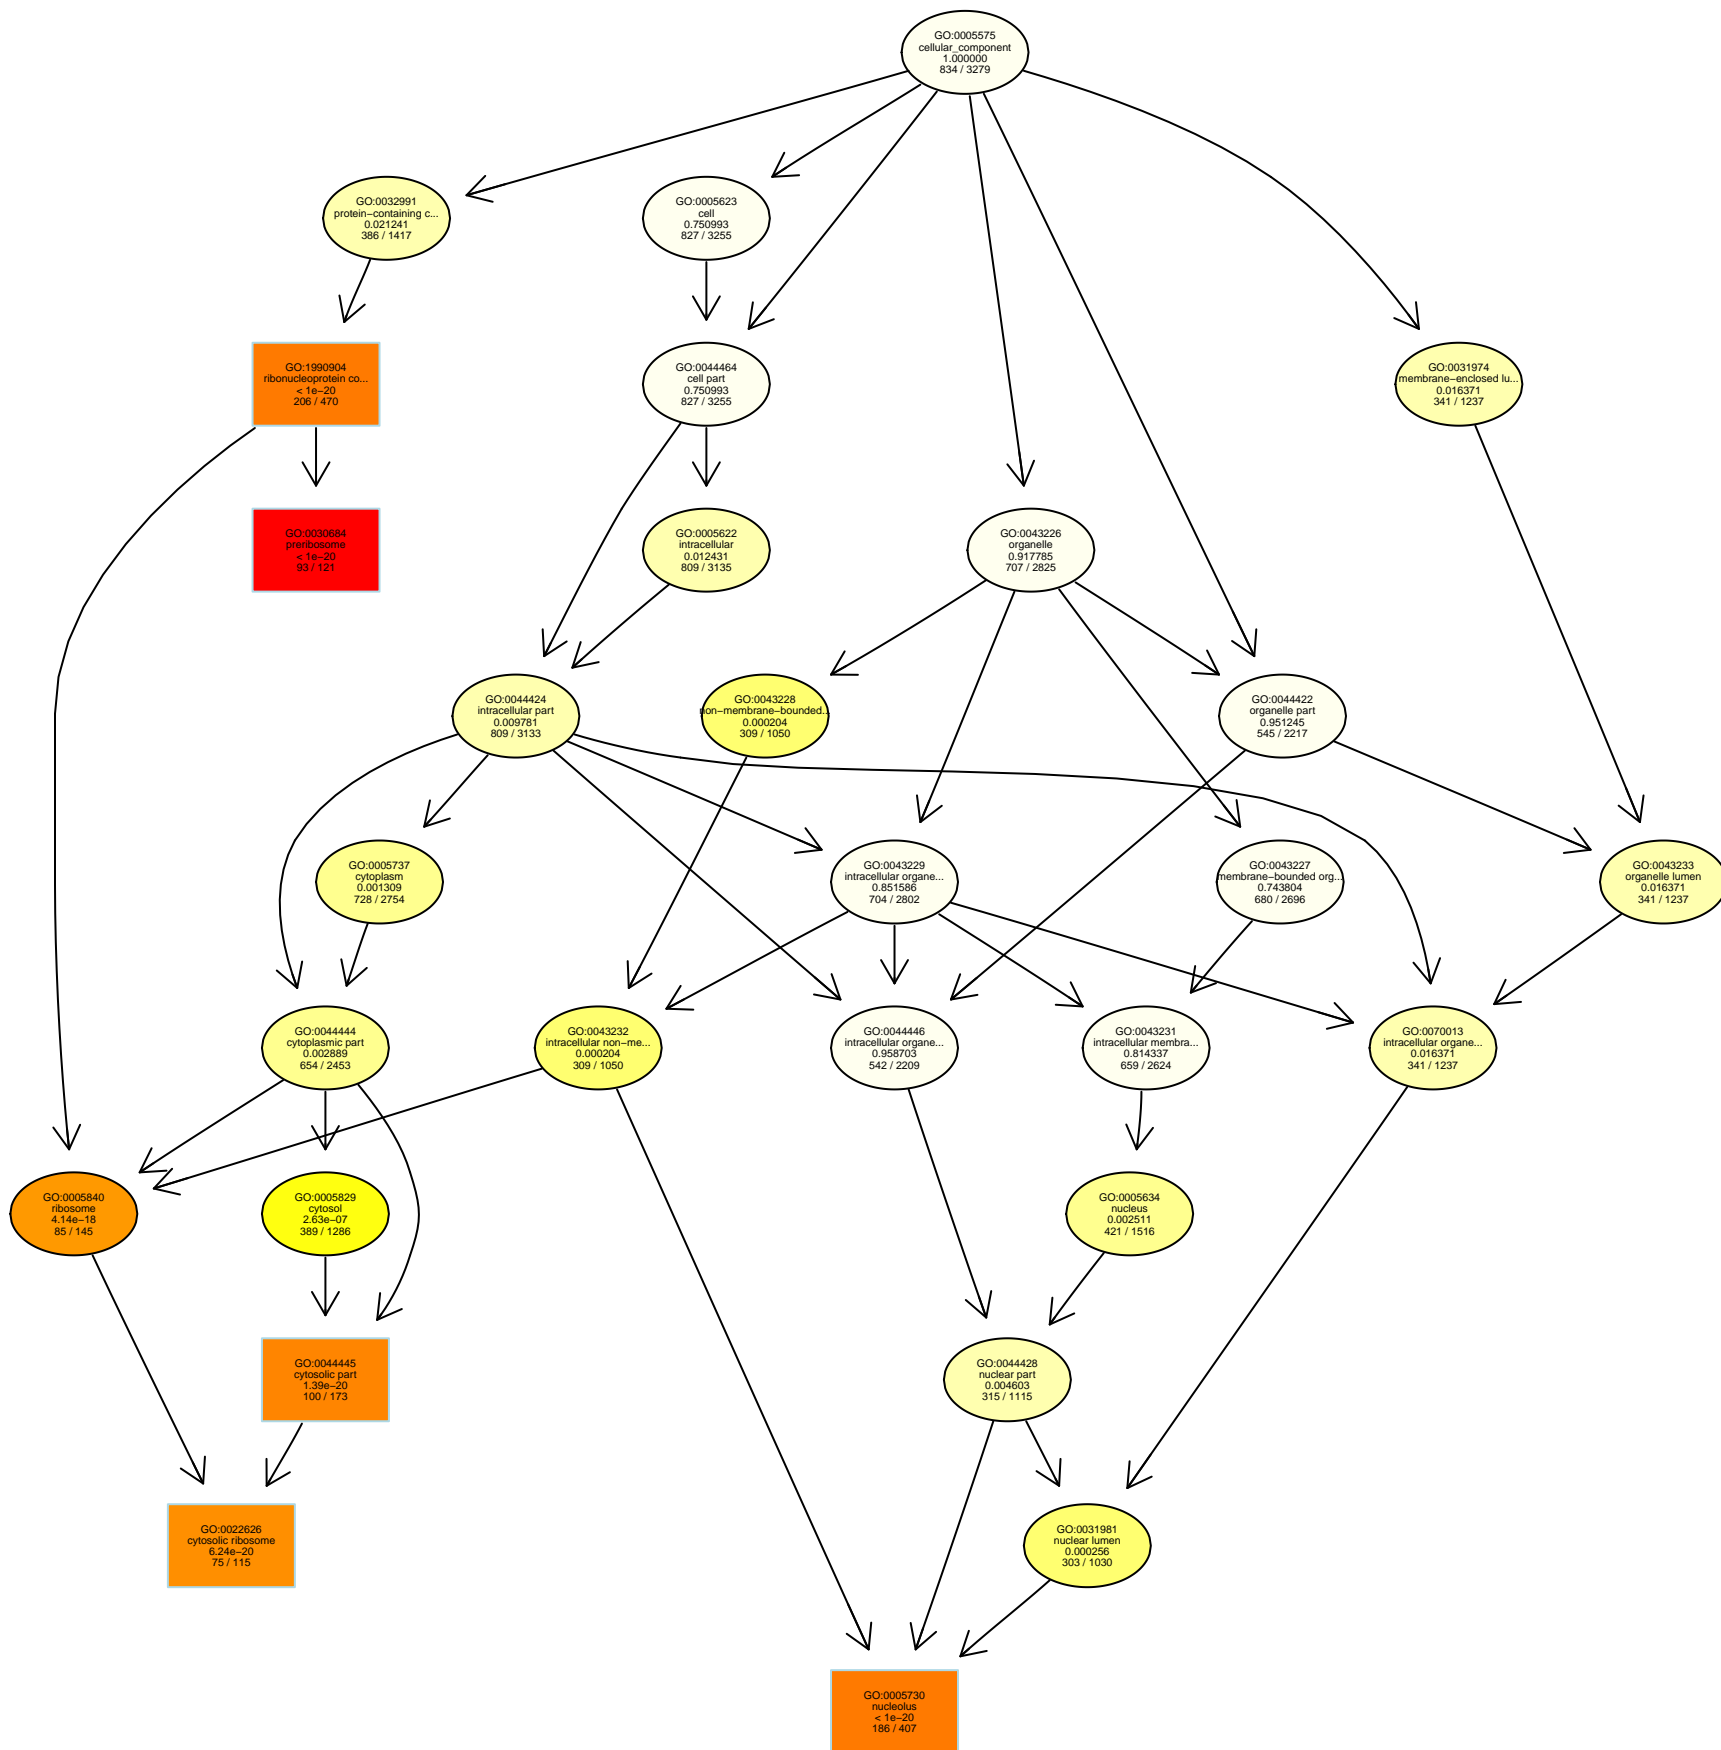 GO:0005575
cellular_component
1.000000
834 / 3279
GO:0032991
protein−containing c...
0.021241
386 / 1417
GO:0005623
cell
0.750993
827 / 3255
GO:1990904
ribonucleoprotein co...
< 1e−20
206 / 470
GO:0044464
cell part
0.750993
827 / 3255
GO:0031974
membrane−enclosed lu...
0.016371
341 / 1237
GO:0030684
preribosome
< 1e−20
93 / 121
GO:0005622
intracellular
0.012431
809 / 3135
GO:0043226
organelle
0.917785
707 / 2825
GO:0044424
intracellular part
0.009781
809 / 3133
GO:0043228
non−membrane−bounded...
0.000204
309 / 1050
GO:0044422
organelle part
0.951245
545 / 2217
GO:0005737
cytoplasm
0.001309
728 / 2754
GO:0043229
intracellular organe...
0.851586
704 / 2802
GO:0043227
membrane−bounded org...
0.743804
680 / 2696
GO:0043233
organelle lumen
0.016371
341 / 1237
GO:0044444
cytoplasmic part
0.002889
654 / 2453
GO:0043232
intracellular non−me...
0.000204
309 / 1050
GO:0044446
intracellular organe...
0.958703
542 / 2209
GO:0043231
intracellular membra...
0.814337
659 / 2624
GO:0070013
intracellular organe...
0.016371
341 / 1237
GO:0005840
ribosome
4.14e−18
85 / 145
GO:0005829
cytosol
2.63e−07
389 / 1286
GO:0005634
nucleus
0.002511
421 / 1516
GO:0044445
cytosolic part
1.39e−20
100 / 173
GO:0044428
nuclear part
0.004603
315 / 1115
GO:0022626
cytosolic ribosome
6.24e−20
75 / 115
GO:0031981
nuclear lumen
0.000256
303 / 1030
GO:0005730
nucleolus
< 1e−20
186 / 407